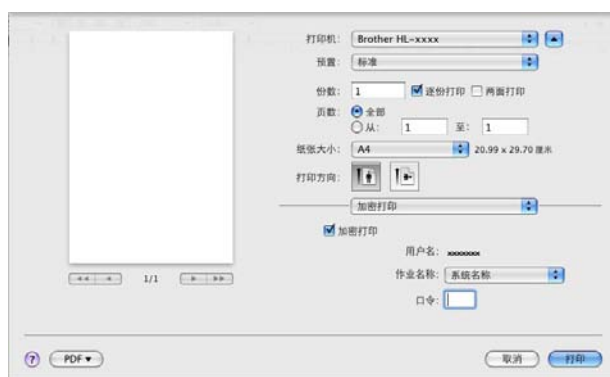 打印机: Brother HL-xxxx
预置: 标准
份数: 1 逐份打印 两面打印
页数: 全部
从: 1 至: 1
纸张大小: A4 20.99 x 29.70 厘米
打印方向:
加密打印
加密打印
用户名: xxxxxxxx
作业名称: 系统名称
口令:
1/1
? PDF 取消 打印